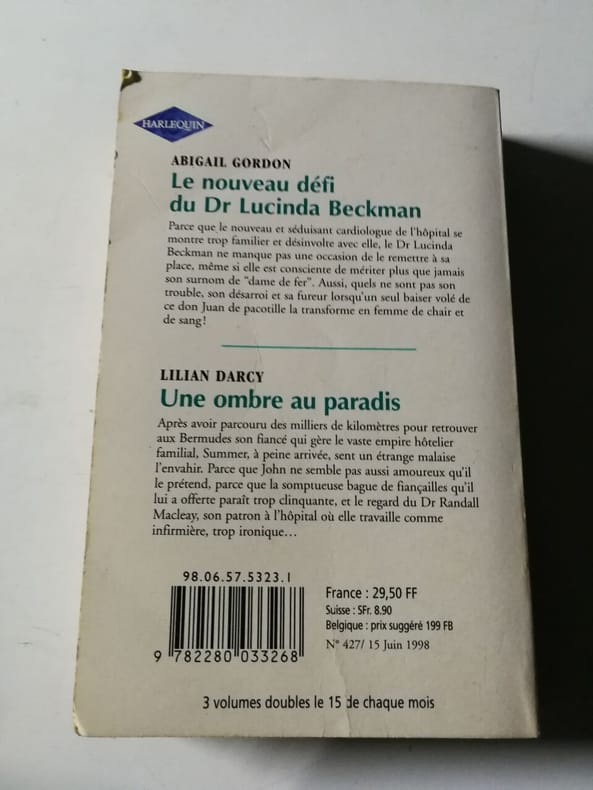 HARLEQUIN
ABIGAIL GORDON
Le nouveau défi
du Dr Lucinda Beckman
Parce que le nouveau et séduisant cardiologue de l'hôpital se
montre trop familier et désinvolte avec elle, le Dr Lucinda
Beckman ne manque pas une occasion de le remettre à sa
place, même si elle est consciente de mériter plus que jamais
son surnom de "dame de fer". Aussi, quels ne sont pas son
trouble, son désarroi et sa fureur lorsqu'un seul baiser volé de
ce don Juan de pacotille la transforme en femme de chair et
de sang!
LILIAN DARCY
Une ombre au paradis
Après avoir parcouru des milliers de kilomètres pour retrouver
aux Bermudes son fiancé qui gère le vaste empire hôtelier
familial, Summer, à peine arrivée, sent un étrange malaise
l'envahir. Parce que John ne semble pas aussi amoureux qu'il
le prétend, parce que la somptueuse bague de fiançailles qu'il
lui a offerte paraît trop clinquante, et le regard du Dr Randall
Macleay, son patron à l'hôpital où elle travaille comme
infirmière, trop ironique...
98.06.57.5323.1
9 782280 033268
France : 29,50 FF
Suisse : SFr. 8.90
Belgique : prix suggéré 199 FB
N° 427/ 15 Juin 1998
3 volumes doubles le 15 de chaque mois